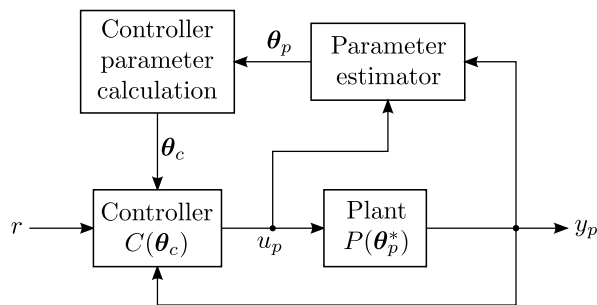 Controller
parameter
calculation
θ_p
Parameter
estimator
θ_c
r
Controller
C(θ_c)
u_p
Plant
P(θ_p^*)
y_p